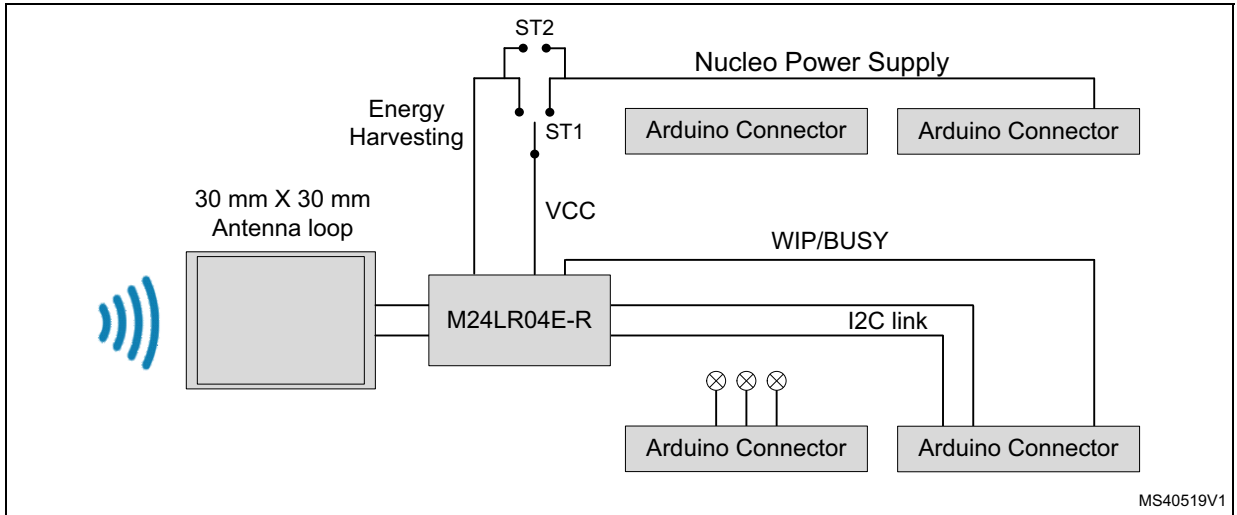 ST2
Nucleo Power Supply
Energy
Harvesting
ST1
Arduino Connector
Arduino Connector
30 mm X 30 mm
Antenna loop
VCC
WIP/BUSY
M24LR04E-R
I2C link
Arduino Connector
Arduino Connector
MS40519V1